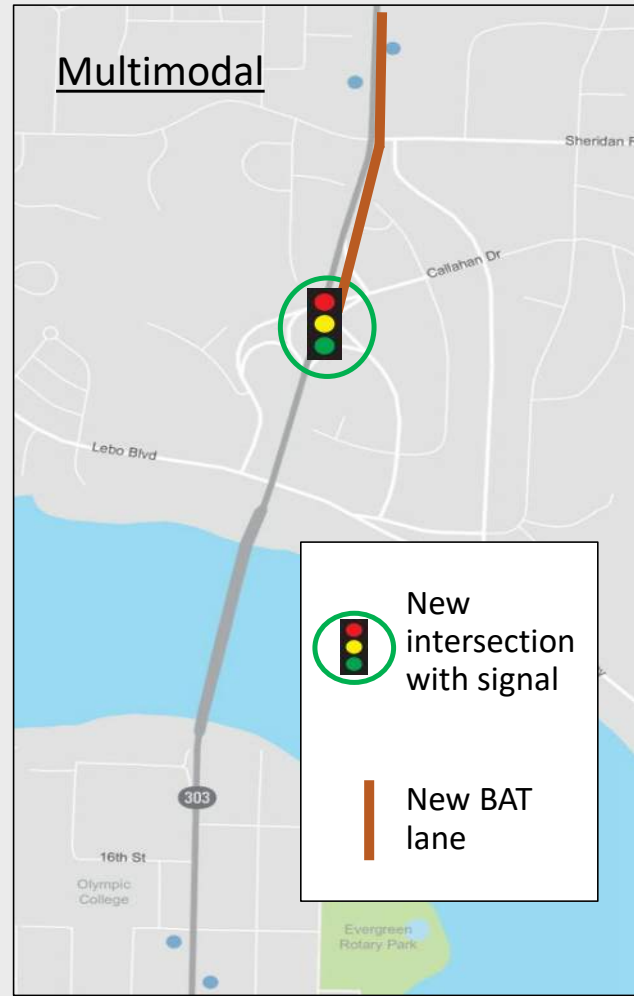 Multimodal
Sheridan R
Callahan Dr
Lebo Blvd
New
intersection
with signal
New BAT
lane
303
16th St
Olympic
College
Evergreen
Rotary Park